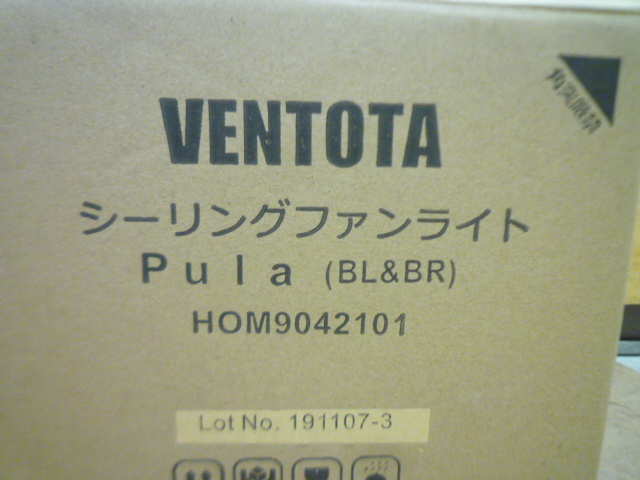 VENTOTA
シーリングファンライト
Pula (BL&BR)
HOM9042101
Lot No. 191107-3